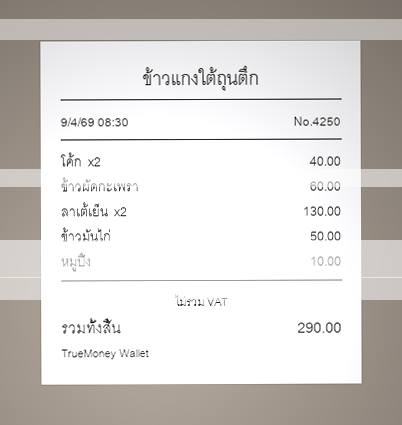 ข้าวแกงใต้ถุนตึก
9/4/69 08:30 No.4250
โค้ก x2 40.00
ข้าวผัดกะเพรา 60.00
ลาเต้เย็น x2 130.00
ข้าวมันไก่ 50.00
หมูปิ้ง 10.00
ไม่รวม VAT
รวมทั้งสิ้น 290.00
TrueMoney Wallet